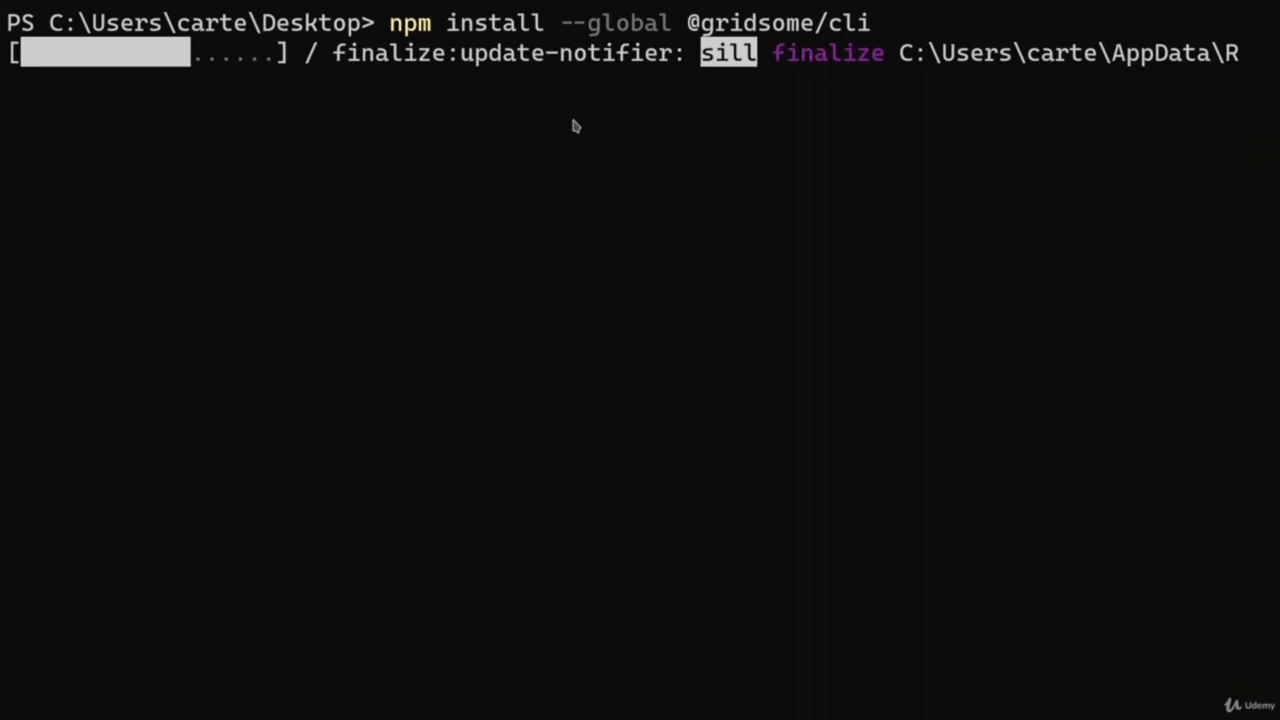 PS C:\Users\carte\Desktop> npm install --global @gridsome/cli
[......] / finalize:update-notifier: sill finalize C:\Users\carte\AppData\R
Udemy